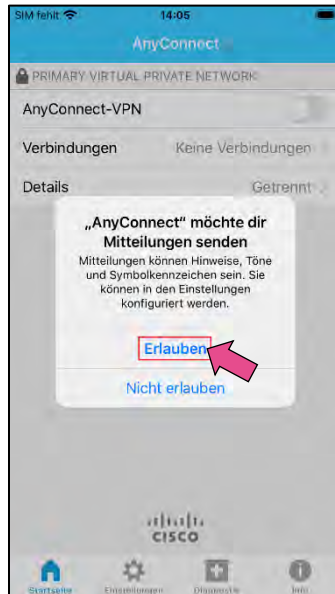 SIM fehlt 14:05
AnyConnect
PRIMARY VIRTUAL PRIVATE NETWORK
AnyConnect-VPN
Verbindungen Keine Verbindungen
Details Getrennt
„AnyConnect“ möchte dir
Mitteilungen senden
Mitteilungen können Hinweise, Töne
und Symbolkennzeichen sein. Sie
können in den Einstellungen
konfiguriert werden.
Erlauben
Nicht erlauben
CISCO
Startseite Einstellungen Diagnostik Info